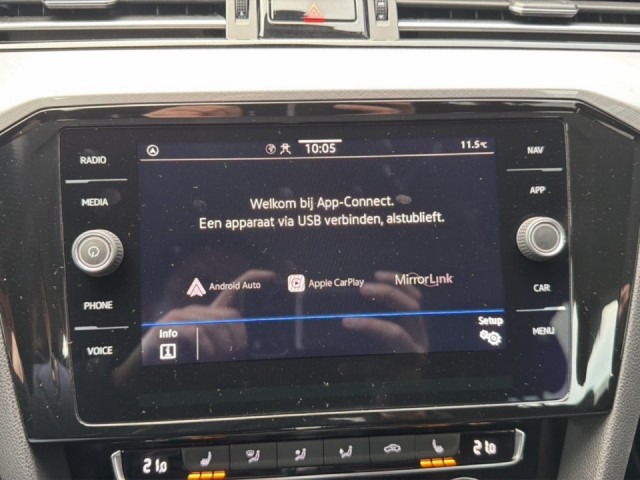 RADIO
MEDIA
PHONE
VOICE
10:05
11.5°C
Welkom bij App-Connect.
Een apparaat via USB verbinden, alstublieft.
Android Auto
Apple CarPlay
MirrorLink
Info
Setup
NAV
APP
CAR
MENU
21.0
21.0